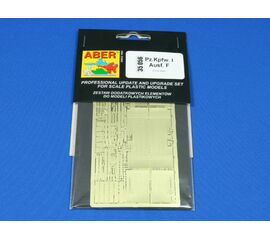 ABER
35 036
Pz.Kpfw. I
Ausf. F
PROFESSIONAL UPDATE AND UPGRADE SET
FOR SCALE PLASTIC MODELS
ZESTAW DODATKOWYCH ELEMENTÓW
DO MODELI PLASTIKOWYCH